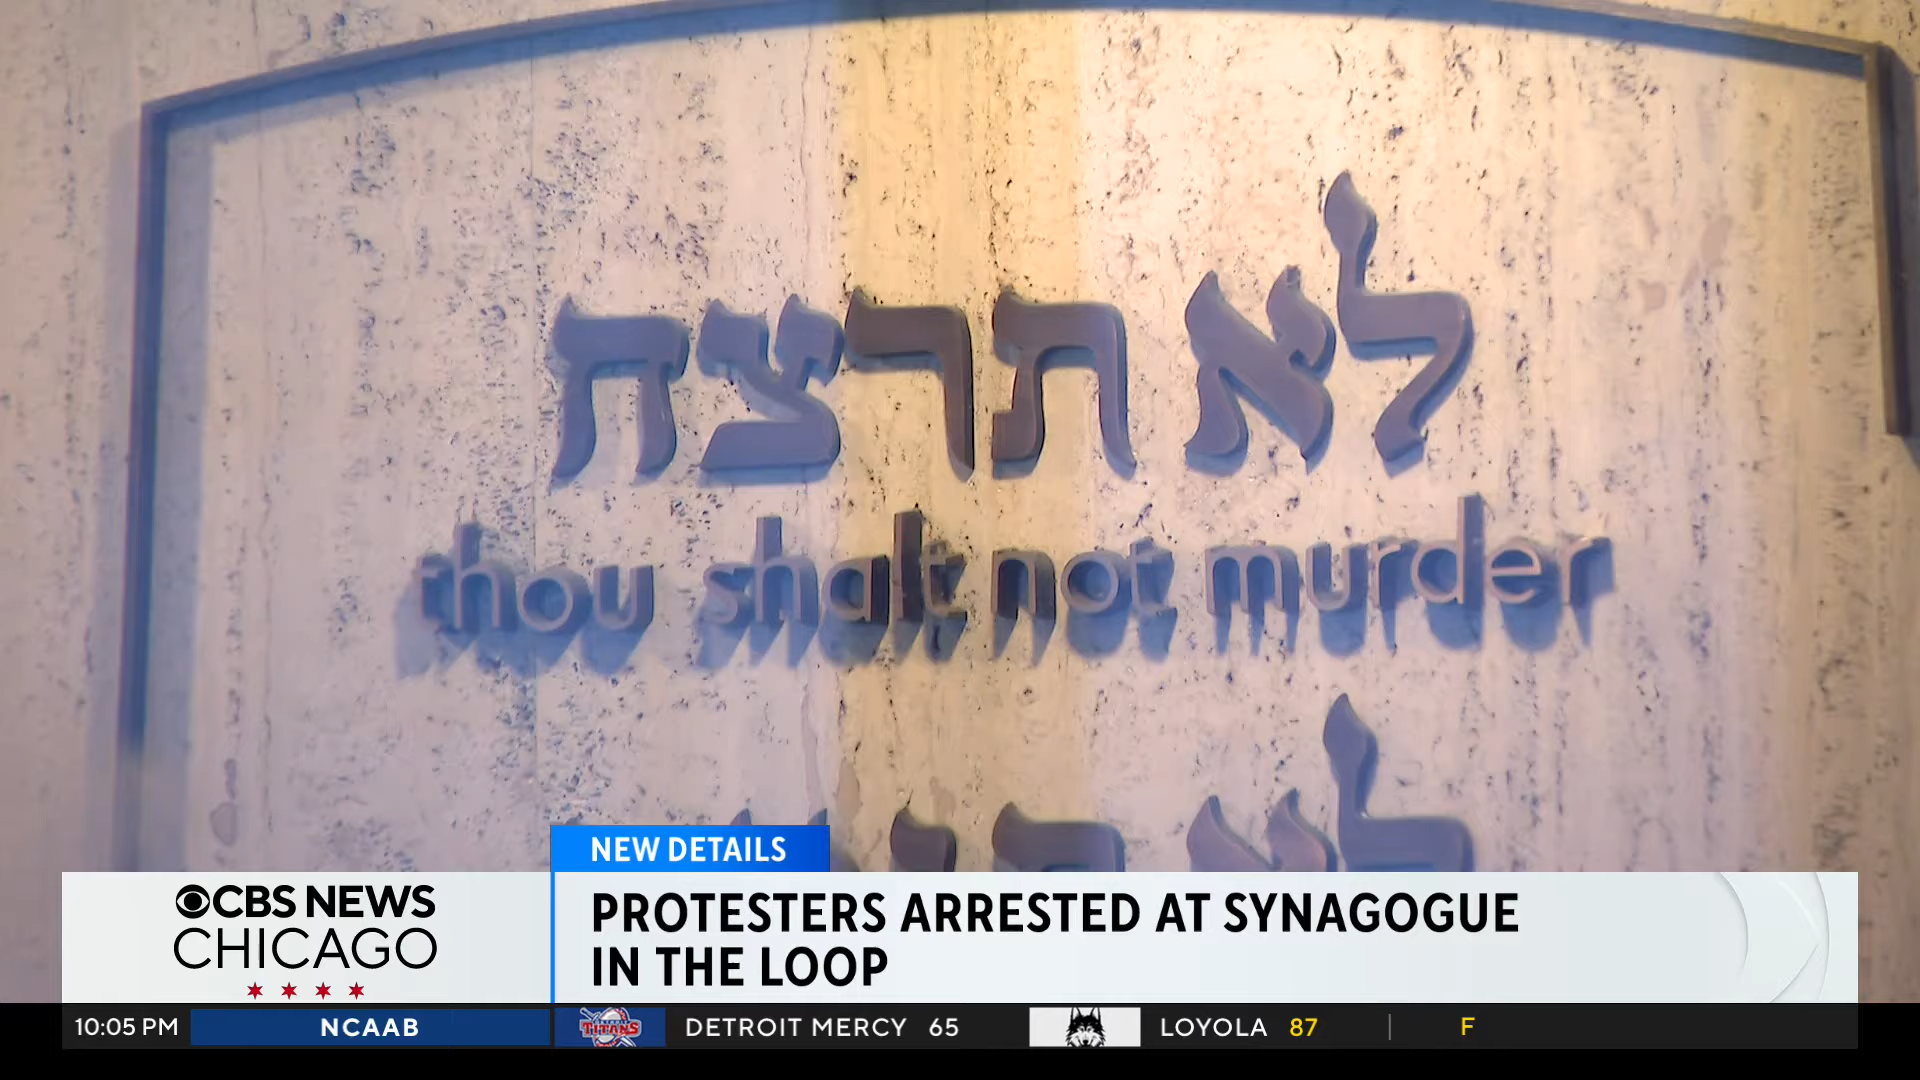 לא תרצח
thou shalt not murder
לא
NEW DETAILS
CBS NEWS
CHICAGO
PROTESTERS ARRESTED AT SYNAGOGUE
IN THE LOOP
10:05 PM NCAAB TITANS DETROIT MERCY 65 LOYOLA 87 F